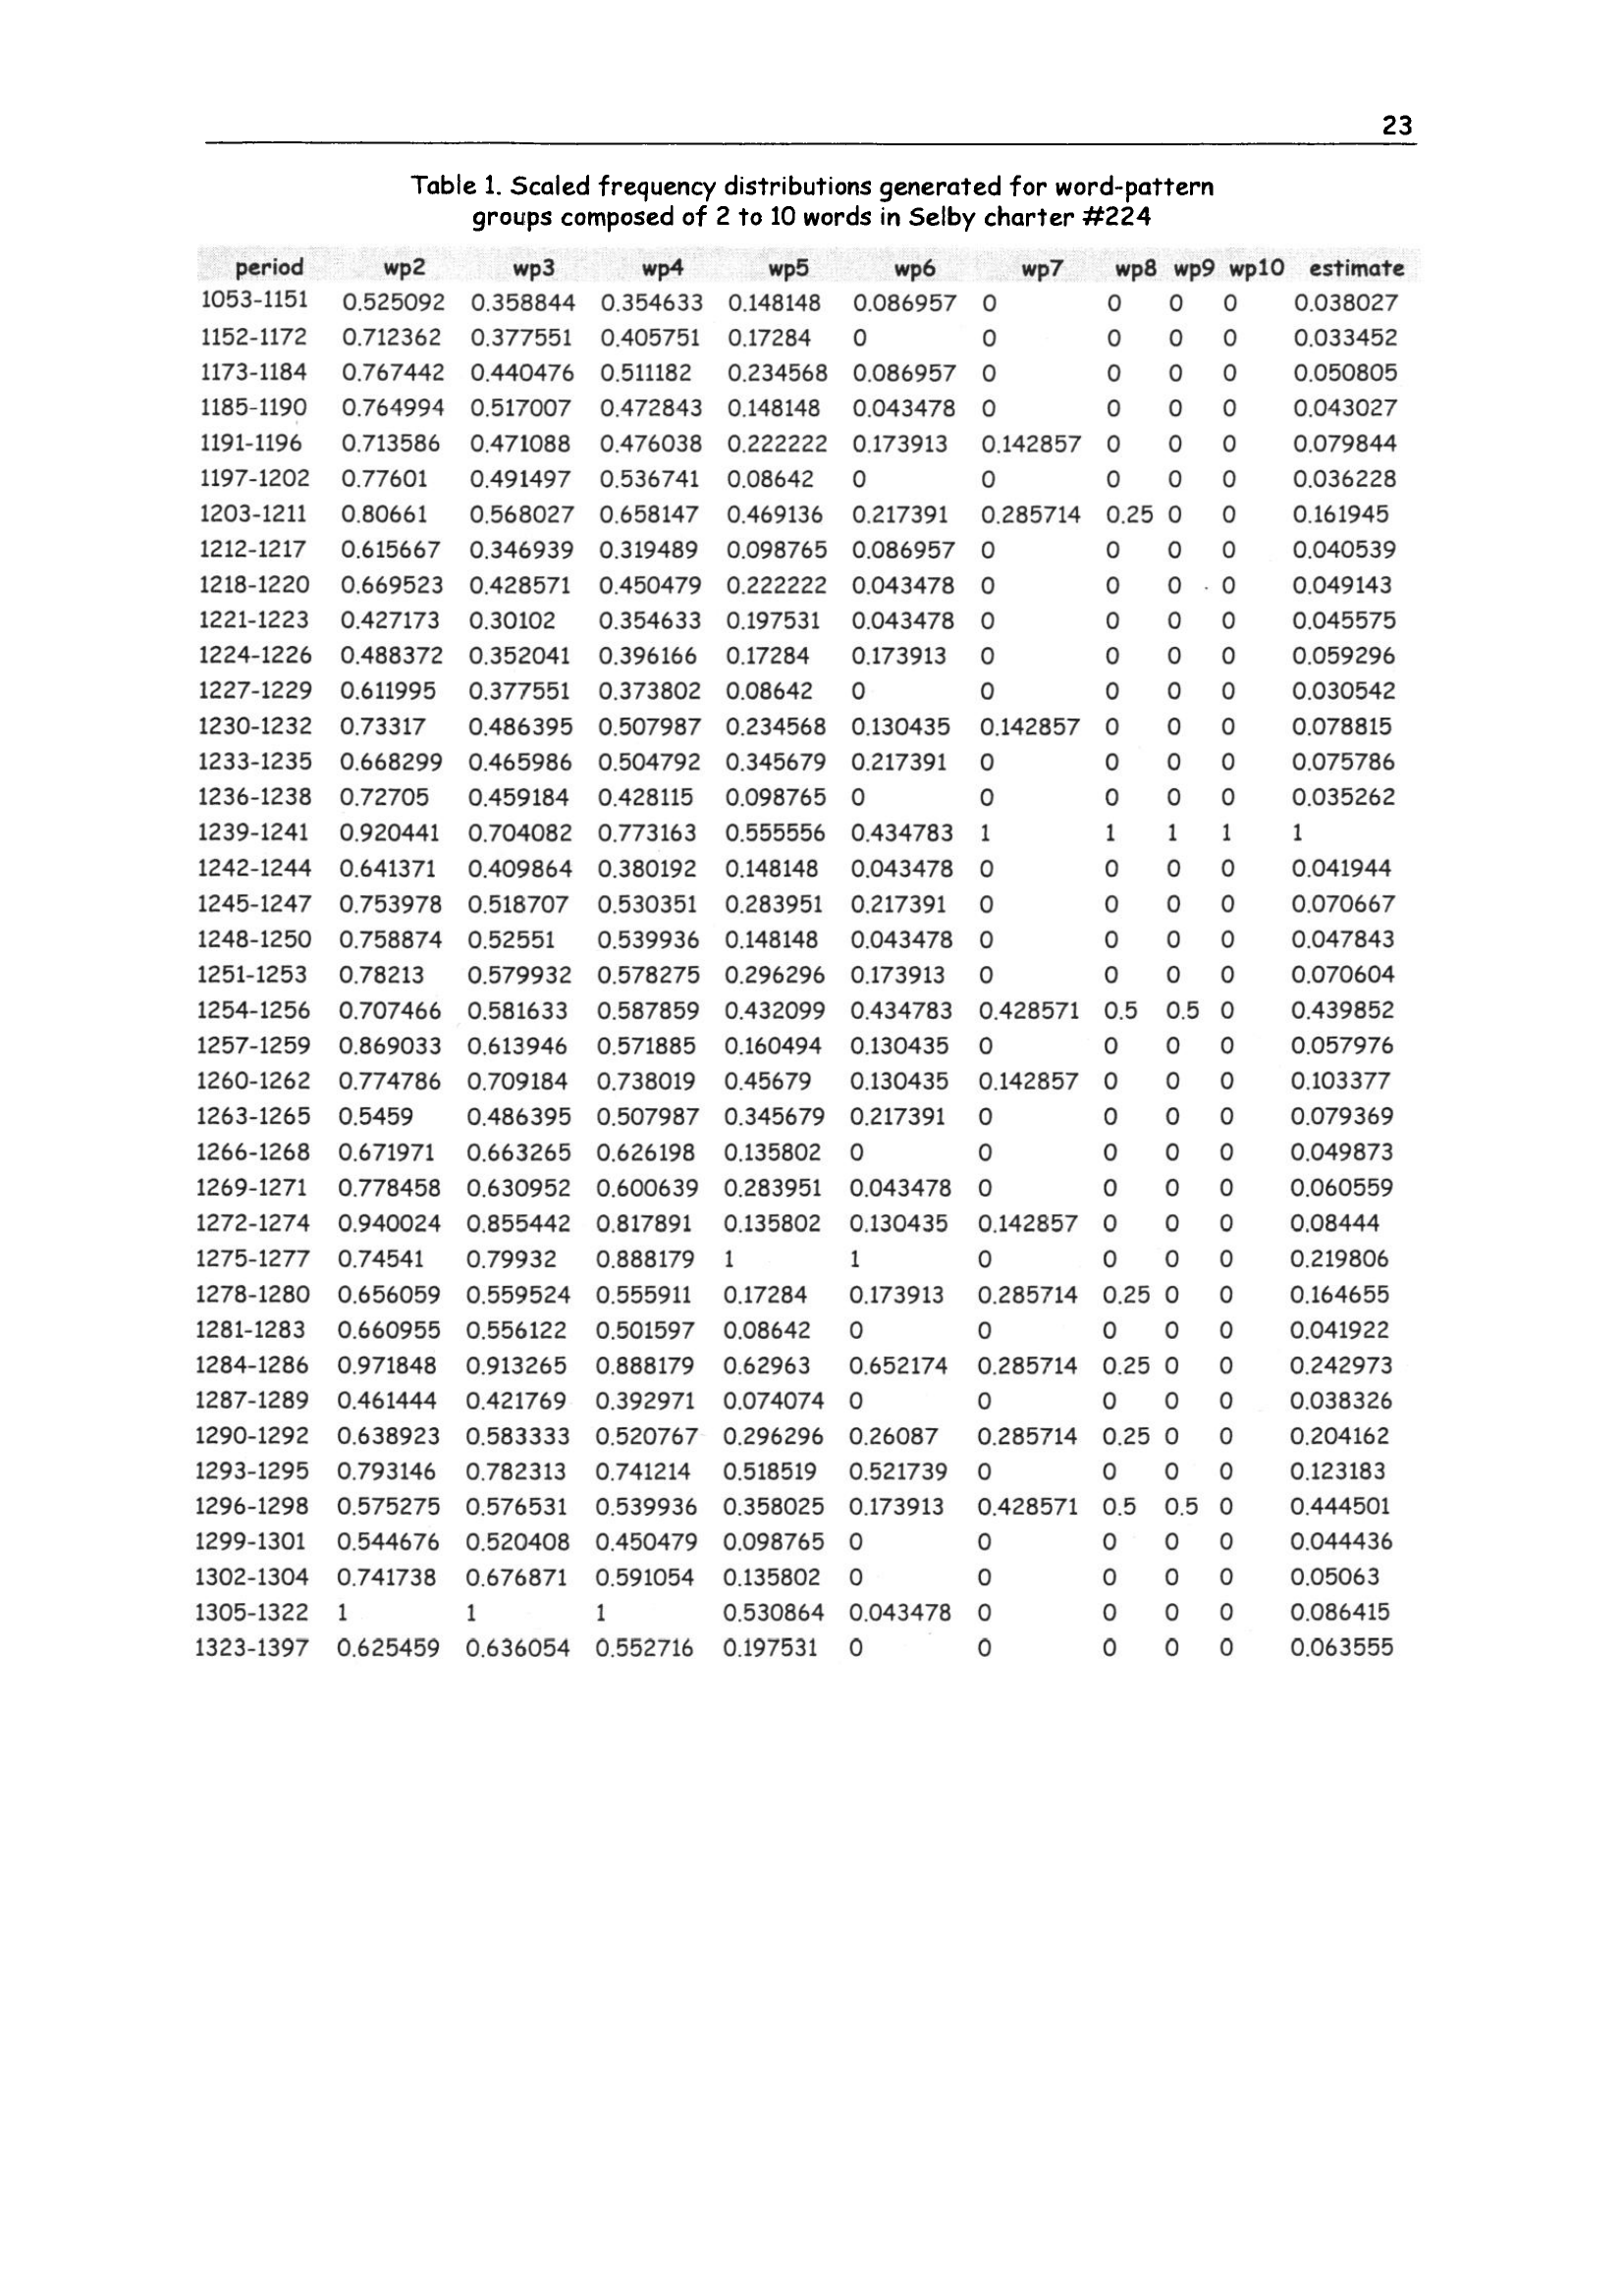 23
Table 1. Scaled frequency distributions generated for word-pattern
groups composed of 2 to 10 words in Selby charter #224
period wp2 wp3 wp4 wp5 wp6 wp7 wp8 wp9 wp10 estimate
1053-1151 0.525092 0.358844 0.354633 0.148148 0.086957 0 0 0 0 0.038027
1152-1172 0.712362 0.377551 0.405751 0.17284 0 0 0 0 0 0.033452
1173-1184 0.767442 0.440476 0.511182 0.234568 0.086957 0 0 0 0 0.050805
1185-1190 0.764994 0.517007 0.472843 0.148148 0.043478 0 0 0 0 0.043027
1191-1196 0.713586 0.471088 0.476038 0.222222 0.173913 0.142857 0 0 0 0.079844
1197-1202 0.77601 0.491497 0.536741 0.08642 0 0 0 0 0 0.036228
1203-1211 0.80661 0.568027 0.658147 0.469136 0.217391 0.285714 0.25 0 0 0.161945
1212-1217 0.615667 0.346939 0.319489 0.098765 0.086957 0 0 0 0 0.040539
1218-1220 0.669523 0.428571 0.450479 0.222222 0.043478 0 0 0 0 0.049143
1221-1223 0.427173 0.30102 0.354633 0.197531 0.043478 0 0 0 0 0.045575
1224-1226 0.488372 0.352041 0.396166 0.17284 0.173913 0 0 0 0 0.059296
1227-1229 0.611995 0.377551 0.373802 0.08642 0 0 0 0 0 0.030542
1230-1232 0.73317 0.486395 0.507987 0.234568 0.130435 0.142857 0 0 0 0.078815
1233-1235 0.668299 0.465986 0.504792 0.345679 0.217391 0 0 0 0 0.075786
1236-1238 0.72705 0.459184 0.428115 0.098765 0 0 0 0 0 0.035262
1239-1241 0.920441 0.704082 0.773163 0.555556 0.434783 1 1 1 1 1
1242-1244 0.641371 0.409864 0.380192 0.148148 0.043478 0 0 0 0 0.041944
1245-1247 0.753978 0.518707 0.530351 0.283951 0.217391 0 0 0 0 0.070667
1248-1250 0.758874 0.52551 0.539936 0.148148 0.043478 0 0 0 0 0.047843
1251-1253 0.78213 0.579932 0.578275 0.296296 0.173913 0 0 0 0 0.070604
1254-1256 0.707466 0.581633 0.587859 0.432099 0.434783 0.428571 0.5 0.5 0 0.439852
1257-1259 0.869033 0.613946 0.571885 0.160494 0.130435 0 0 0 0 0.057976
1260-1262 0.774786 0.709184 0.738019 0.45679 0.130435 0.142857 0 0 0 0.103377
1263-1265 0.5459 0.486395 0.507987 0.345679 0.217391 0 0 0 0 0.079369
1266-1268 0.671971 0.663265 0.626198 0.135802 0 0 0 0 0 0.049873
1269-1271 0.778458 0.630952 0.600639 0.283951 0.043478 0 0 0 0 0.060559
1272-1274 0.940024 0.855442 0.817891 0.135802 0.130435 0.142857 0 0 0 0.08444
1275-1277 0.74541 0.79932 0.888179 1 1 0 0 0 0 0.219806
1278-1280 0.656059 0.559524 0.555911 0.17284 0.173913 0.285714 0.25 0 0 0.164655
1281-1283 0.660955 0.556122 0.501597 0.08642 0 0 0 0 0 0.041922
1284-1286 0.971848 0.913265 0.888179 0.62963 0.652174 0.285714 0.25 0 0 0.242973
1287-1289 0.461444 0.421769 0.392971 0.074074 0 0 0 0 0 0.038326
1290-1292 0.638923 0.583333 0.520767 0.296296 0.26087 0.285714 0.25 0 0 0.204162
1293-1295 0.793146 0.782313 0.741214 0.518519 0.521739 0 0 0 0 0.123183
1296-1298 0.575275 0.576531 0.539936 0.358025 0.173913 0.428571 0.5 0.5 0 0.444501
1299-1301 0.544676 0.520408 0.450479 0.098765 0 0 0 0 0 0.044436
1302-1304 0.741738 0.676871 0.591054 0.135802 0 0 0 0 0 0.05063
1305-1322 1 1 1 0.530864 0.043478 0 0 0 0 0.086415
1323-1397 0.625459 0.636054 0.552716 0.197531 0 0 0 0 0 0.063555